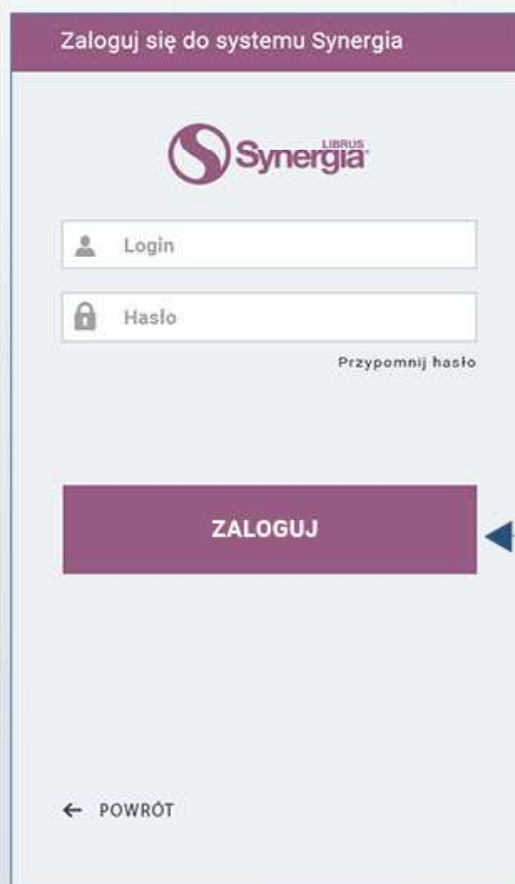 Zaloguj się do systemu Synergia
LIBRUS
Synergia
Login
Hasło
Przypomnij hasło
ZALOGUJ
← POWRÓT